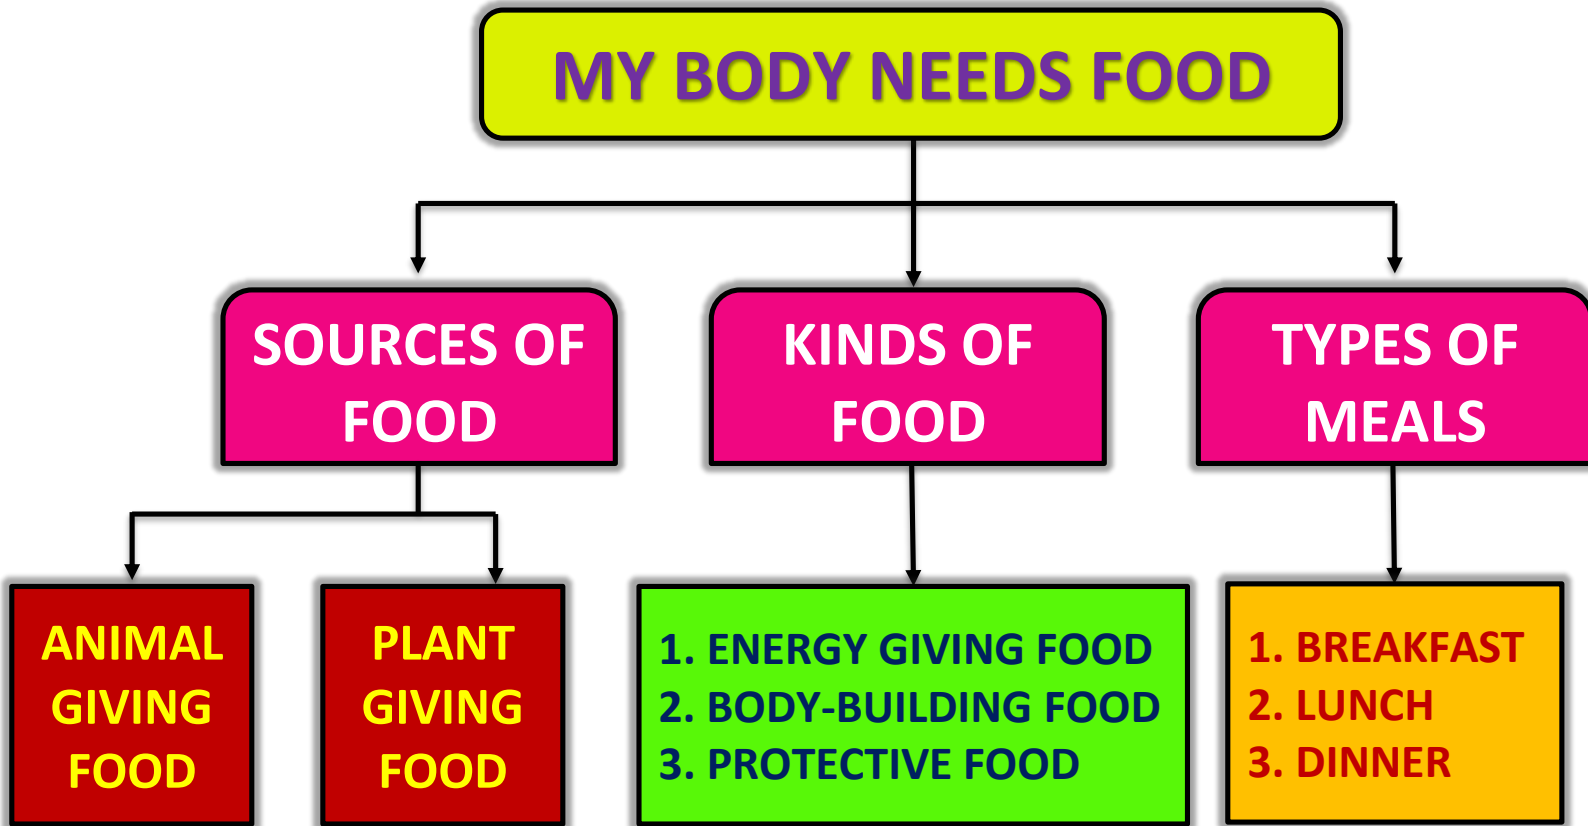 MY BODY NEEDS FOOD
SOURCES OF
FOOD
KINDS OF
FOOD
TYPES OF
MEALS
ANIMAL
GIVING
FOOD
PLANT
GIVING
FOOD
1. ENERGY GIVING FOOD
2. BODY-BUILDING FOOD
3. PROTECTIVE FOOD
1. BREAKFAST
2. LUNCH
3. DINNER